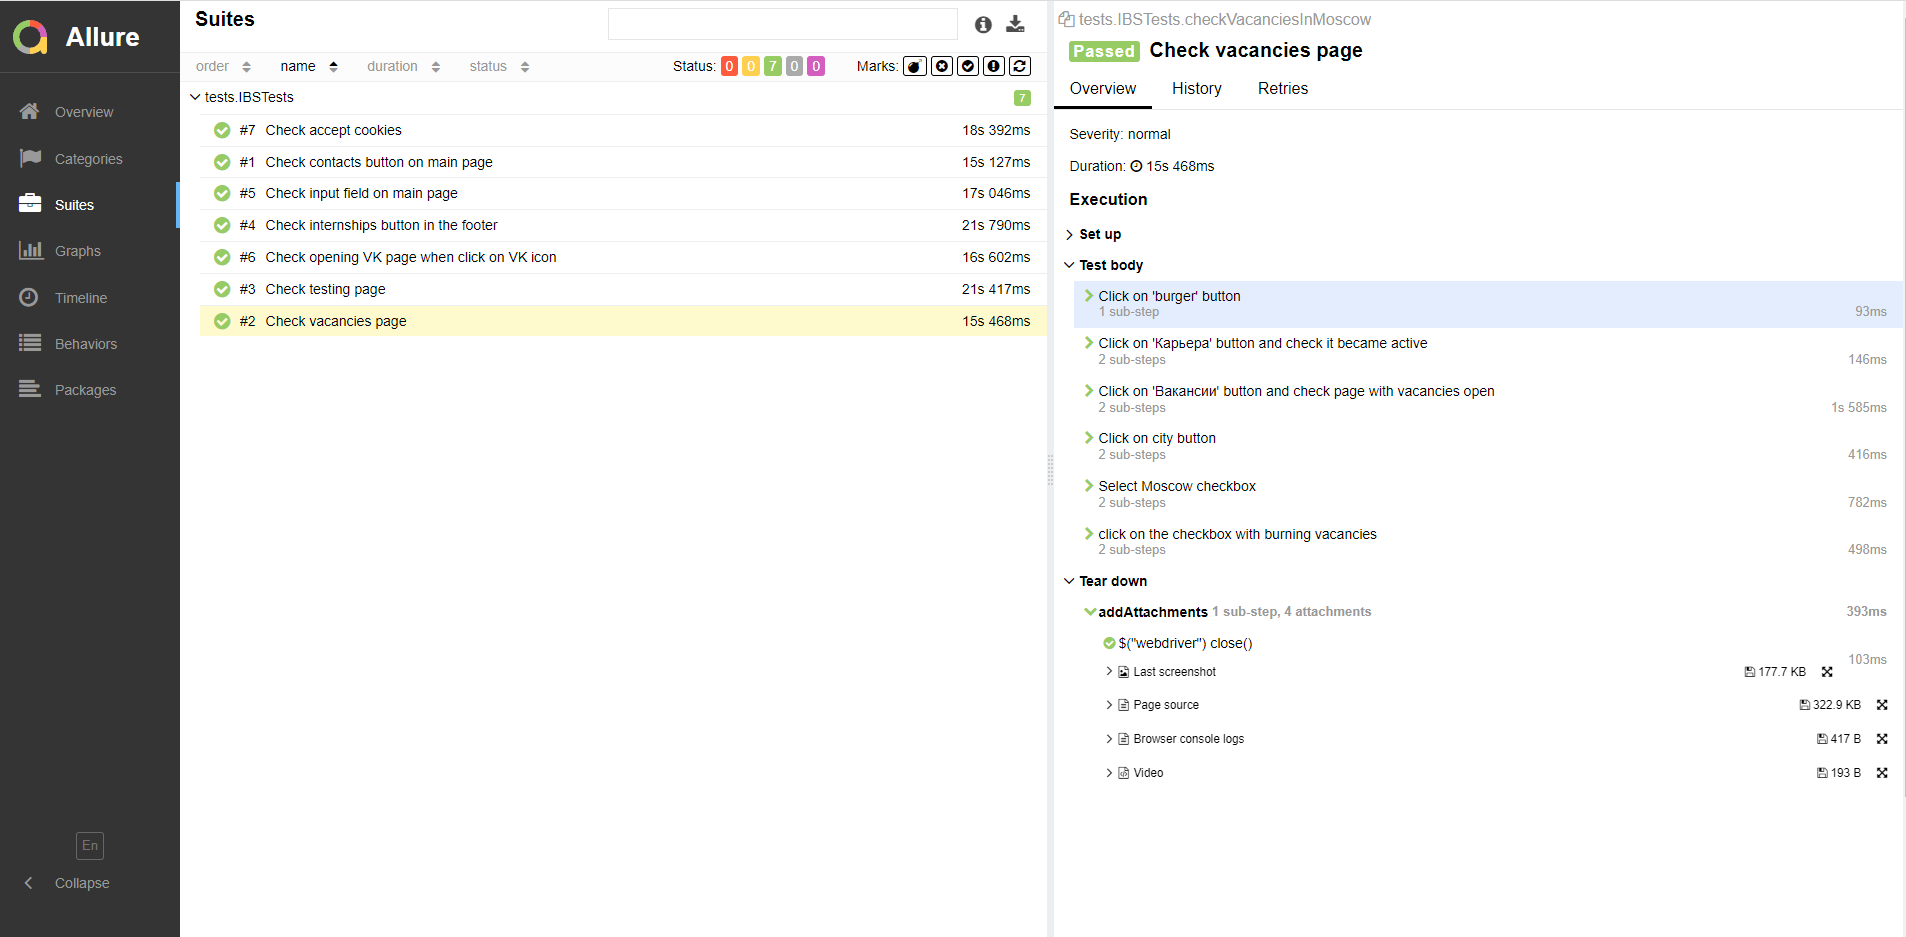 Allure
Overview
Categories
Suites
Graphs
Timeline
Behaviors
Packages
En
Collapse
Suites
order name duration status Status: 0 0 7 0 0 Marks:
tests.IBSTests 7
#7 Check accept cookies 18s 392ms
#1 Check contacts button on main page 15s 127ms
#5 Check input field on main page 17s 046ms
#4 Check internships button in the footer 21s 790ms
#6 Check opening VK page when click on VK icon 16s 602ms
#3 Check testing page 21s 417ms
#2 Check vacancies page 15s 468ms
tests.IBSTests.checkVacanciesInMoscow
Passed Check vacancies page
Overview History Retries
Severity: normal
Duration: 15s 468ms
Execution
Set up
Test body
Click on 'burger' button
1 sub-step 93ms
Click on 'Карьера' button and check it became active
2 sub-steps 146ms
Click on 'Вакансии' button and check page with vacancies open
2 sub-steps 1s 585ms
Click on city button
2 sub-steps 416ms
Select Moscow checkbox
2 sub-steps 782ms
click on the checkbox with burning vacancies
2 sub-steps 498ms
Tear down
addAttachments 1 sub-step, 4 attachments 393ms
$("webdriver") close()
103ms
Last screenshot 177.7 KB
Page source 322.9 KB
Browser console logs 417 B
Video 193 B